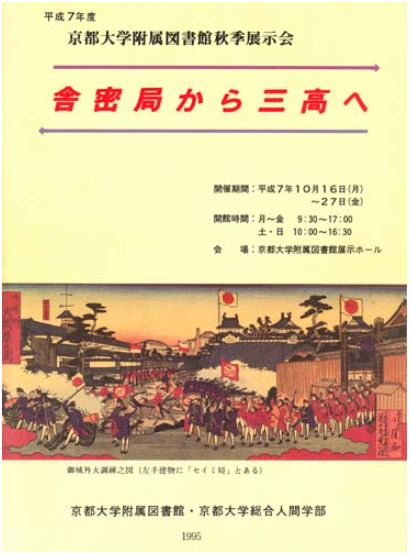 平成7年度
京都大学附属図書館秋季展示会
舎密局から三高へ
開催期間：平成7年10月16日(月)
～27日(金)
開館時間：月～金 9:30～17:00
土・日 10:00～16:30
会 場：京都大学附属図書館展示ホール
御城外大調練之図（左手建物に「セイミ局」とある）
京都大学附属図書館・京都大学総合人間学部
1995